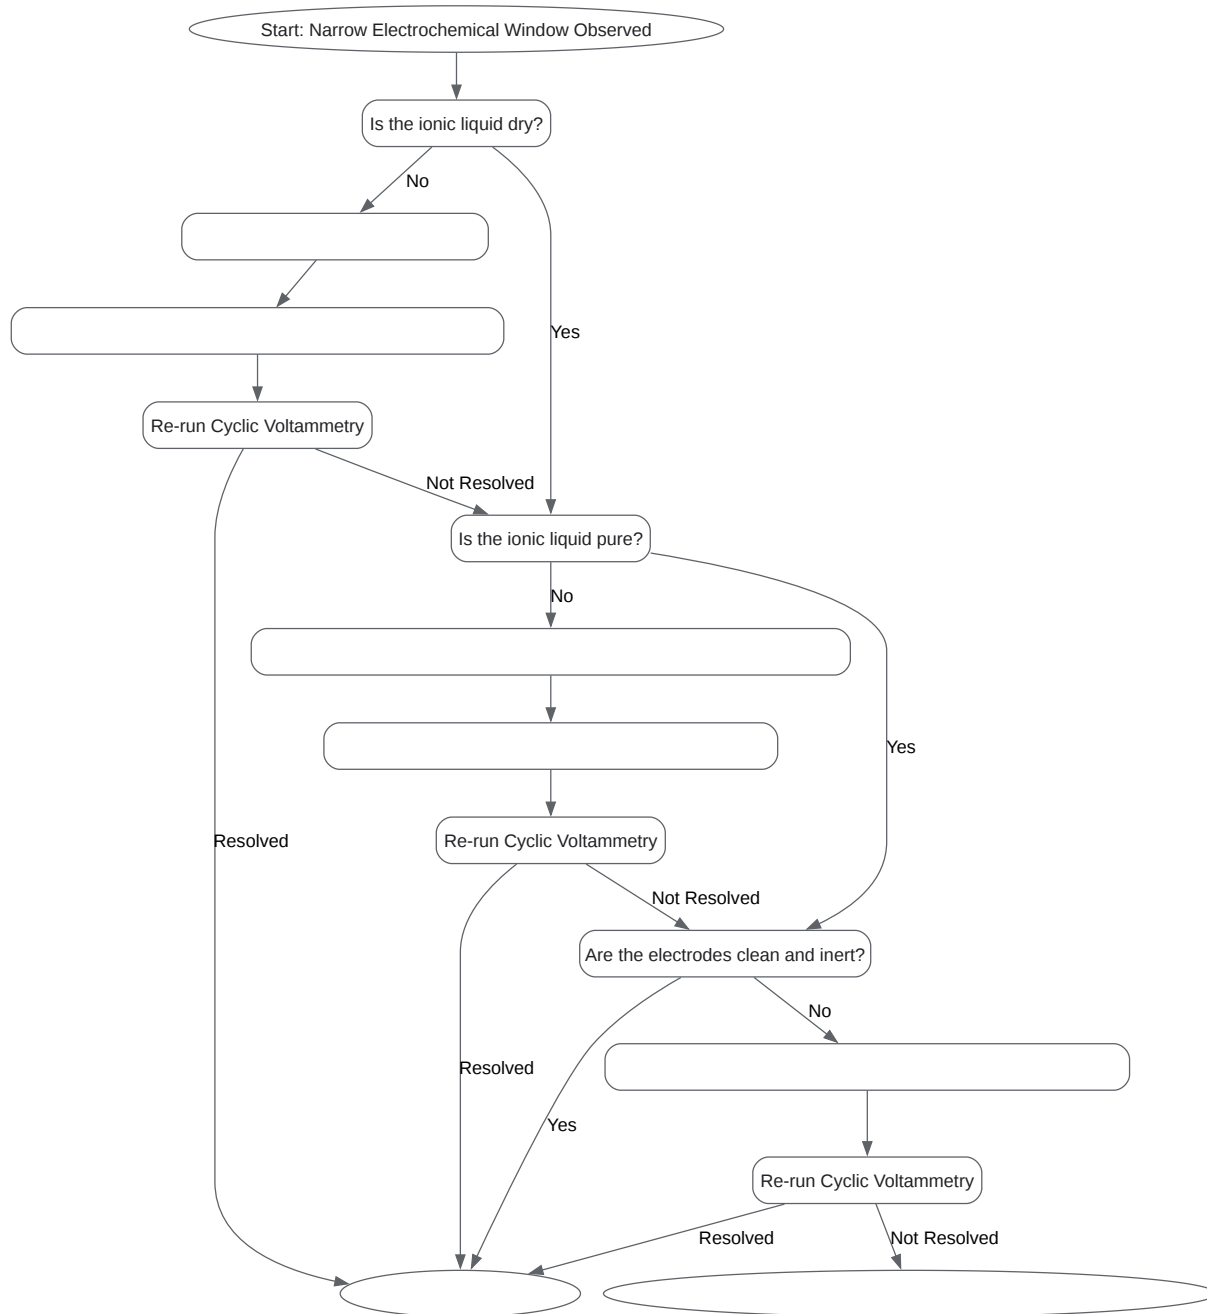 Start: Narrow Electrochemical Window Observed
Is the ionic liquid dry?
No
Yes
Re-run Cyclic Voltammetry
Not Resolved
Is the ionic liquid pure?
No
Yes
Resolved
Re-run Cyclic Voltammetry
Not Resolved
Are the electrodes clean and inert?
No
Resolved
Yes
Re-run Cyclic Voltammetry
Resolved
Not Resolved